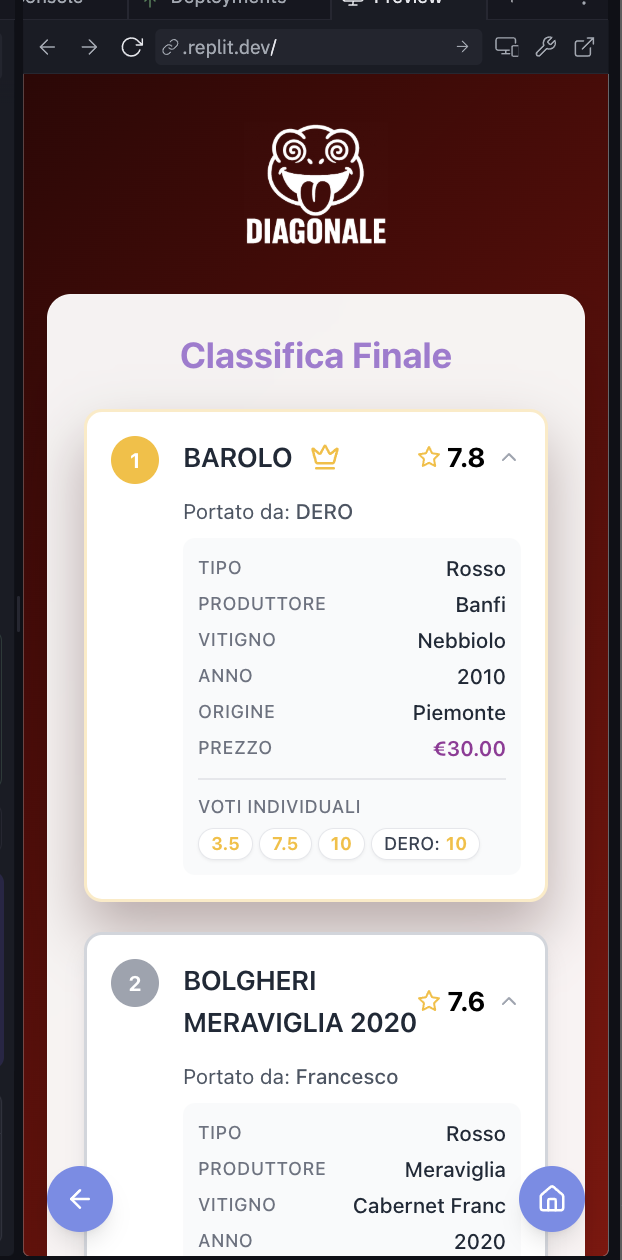 Deployments
Preview
.replit.dev/
DIAGONALE
Classifica Finale
1 BAROLO 7.8
Portato da: DERO
TIPO Rosso
PRODUTTORE Banfi
VITIGNO Nebbiolo
ANNO 2010
ORIGINE Piemonte
PREZZO €30.00
VOTI INDIVIDUALI
3.5 7.5 10 DERO: 10
2 BOLGHERI
MERAVIGLIA 2020 7.6
Portato da: Francesco
TIPO Rosso
PRODUTTORE Meraviglia
VITIGNO Cabernet Franc
ANNO 2020